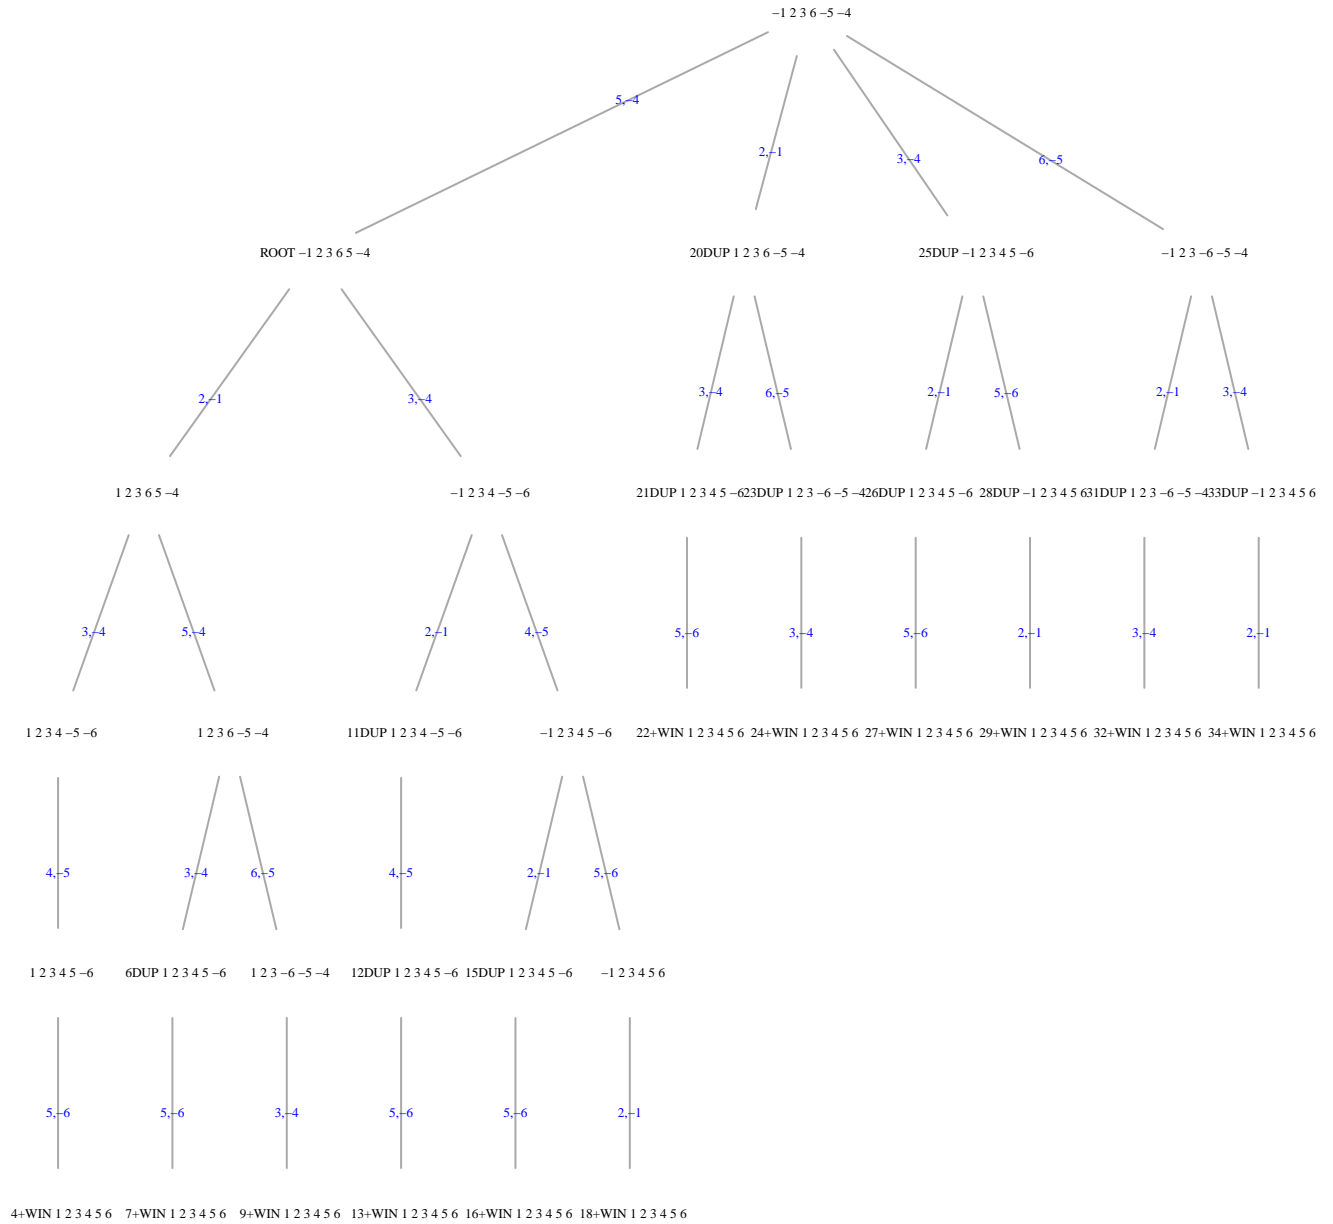 −1 2 3 6 −5 −4
5,−4
2,−1
3,−4
6,−5
ROOT −1 2 3 6 5 −4
20DUP 1 2 3 6 −5 −4
25DUP −1 2 3 4 5 −6
−1 2 3 −6 −5 −4
2,−1
3,−4
3,−4
6,−5
2,−1
5,−6
2,−1
3,−4
1 2 3 6 5 −4
−1 2 3 4 −5 −6
21DUP 1 2 3 4 5 −6
23DUP 1 2 3 −6 −5 −4
26DUP 1 2 3 4 5 −6
28DUP −1 2 3 4 5 6
31DUP 1 2 3 −6 −5 −4
33DUP −1 2 3 4 5 6
3,−4
5,−4
2,−1
4,−5
5,−6
3,−4
5,−6
2,−1
3,−4
2,−1
1 2 3 4 −5 −6
1 2 3 6 −5 −4
11DUP 1 2 3 4 −5 −6
−1 2 3 4 5 −6
22+WIN 1 2 3 4 5 6
24+WIN 1 2 3 4 5 6
27+WIN 1 2 3 4 5 6
29+WIN 1 2 3 4 5 6
32+WIN 1 2 3 4 5 6
34+WIN 1 2 3 4 5 6
4,−5
3,−4
6,−5
4,−5
2,−1
5,−6
1 2 3 4 5 −6
6DUP 1 2 3 4 5 −6
1 2 3 −6 −5 −4
12DUP 1 2 3 4 5 −6
15DUP 1 2 3 4 5 −6
−1 2 3 4 5 6
5,−6
5,−6
3,−4
5,−6
5,−6
2,−1
4+WIN 1 2 3 4 5 6
7+WIN 1 2 3 4 5 6
9+WIN 1 2 3 4 5 6
13+WIN 1 2 3 4 5 6
16+WIN 1 2 3 4 5 6
18+WIN 1 2 3 4 5 6